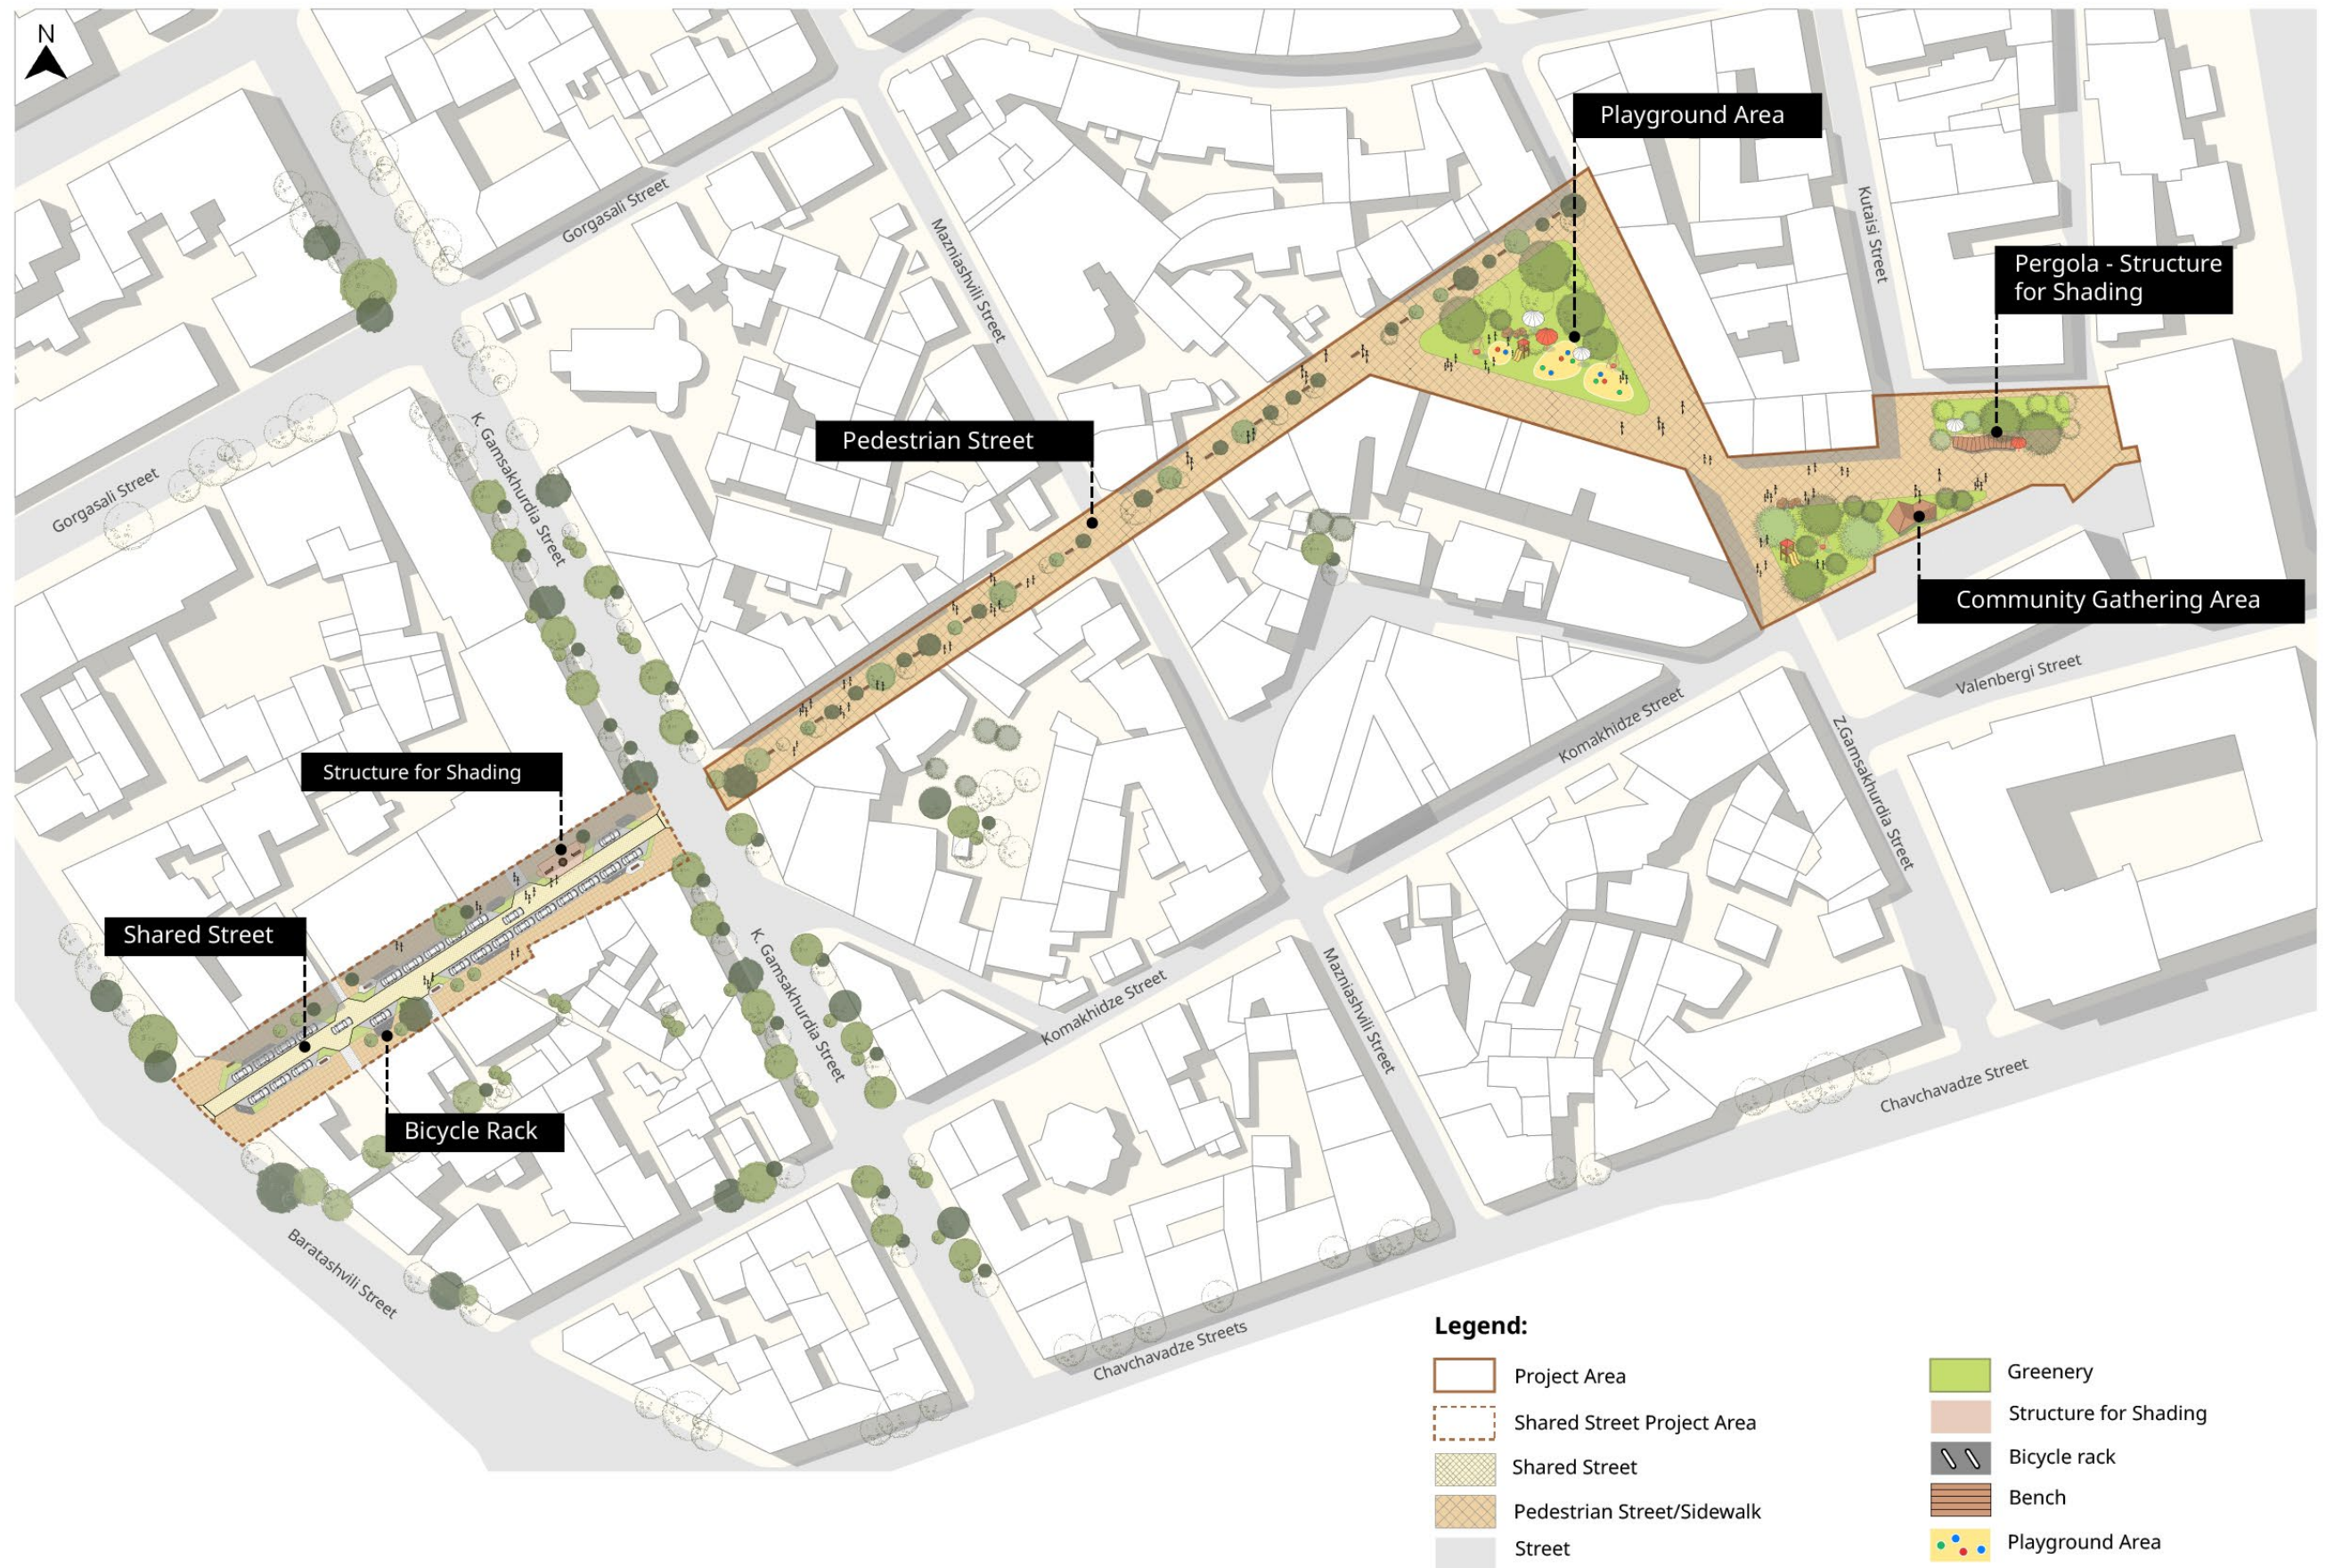 N
Playground Area
Kutaisi Street
Gorgasali Street
Mazniashvili Street
Pergola - Structure
for Shading
Pedestrian Street
K. Gamsakhurdia Street
Gorgasali Street
Community Gathering Area
Valenbergi Street
Komakhidze Street
Z.Gamsakhurdia Street
Structure for Shading
Shared Street
K. Gamsakhurdia Street
Komakhidze Street
Mazniashvili Street
Chavchavadze Street
Bicycle Rack
Baratashvili Street
Chavchavadze Streets
Legend:
Project Area
Shared Street Project Area
Shared Street
Pedestrian Street/Sidewalk
Street
Greenery
Structure for Shading
Bicycle rack
Bench
Playground Area